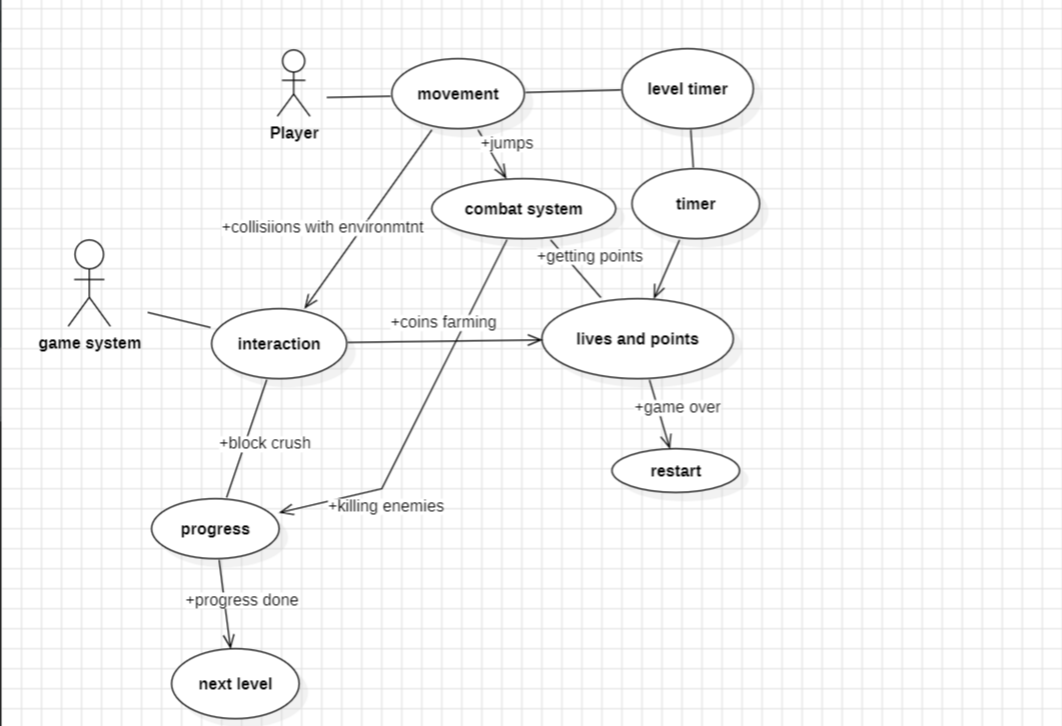 movement
level timer
Player
+jumps
timer
combat system
+collisiions with environmtnt
+getting points
+coins farming
game system
interaction
lives and points
+game over
+block crush
restart
+killing enemies
progress
+progress done
next level